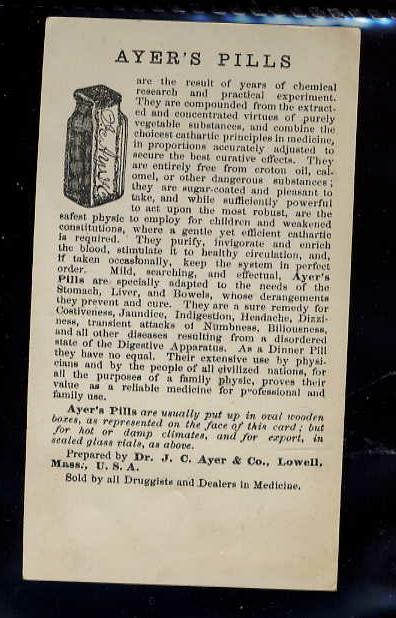 AYER'S PILLS
are the result of years of chemical
research and practical experiment.
They are compounded from the extract-
ed and concentrated virtues of purely
vegetable substances, and combine the
choicest cathartic principles in medicine,
in proportions accurately adjusted to
secure the best curative effects. They
are entirely free from croton oil, cal-
omel, or other dangerous substances;
they are sugar-coated and pleasant to
take, and while sufficiently powerful
to act upon the most robust, are the
safest physic to employ for children and weakened
constitutions, where a gentle yet efficient cathartic
is required. They purify, invigorate and enrich
the blood, stimulate it to healthy circulation, and,
if taken occasionally, keep the system in perfect
order. Mild, searching, and effectual, Ayer's
Pills are specially adapted to the needs of the
Stomach, Liver, and Bowels, whose derangements
they prevent and cure. They are a sure remedy for
Costiveness, Jaundice, Indigestion, Headache, Dizzi-
ness, transient attacks of Numbness, Biliousness,
and all other diseases resulting from a disordered
state of the Digestive Apparatus. As a Dinner Pill
they have no equal. Their extensive use by physi-
cians and by the people of all civilized nations, for
all the purposes of a family physic, proves their
value as a reliable medicine for professional and
family use.
Ayer's Pills are usually put up in oval wooden
boxes, as represented on the face of this card; but
for hot or damp climates, and for export, in
sealed glass vials, as above.
Prepared by Dr. J. C. Ayer & Co., Lowell,
Mass., U. S. A.
Sold by all Druggists and Dealers in Medicine.